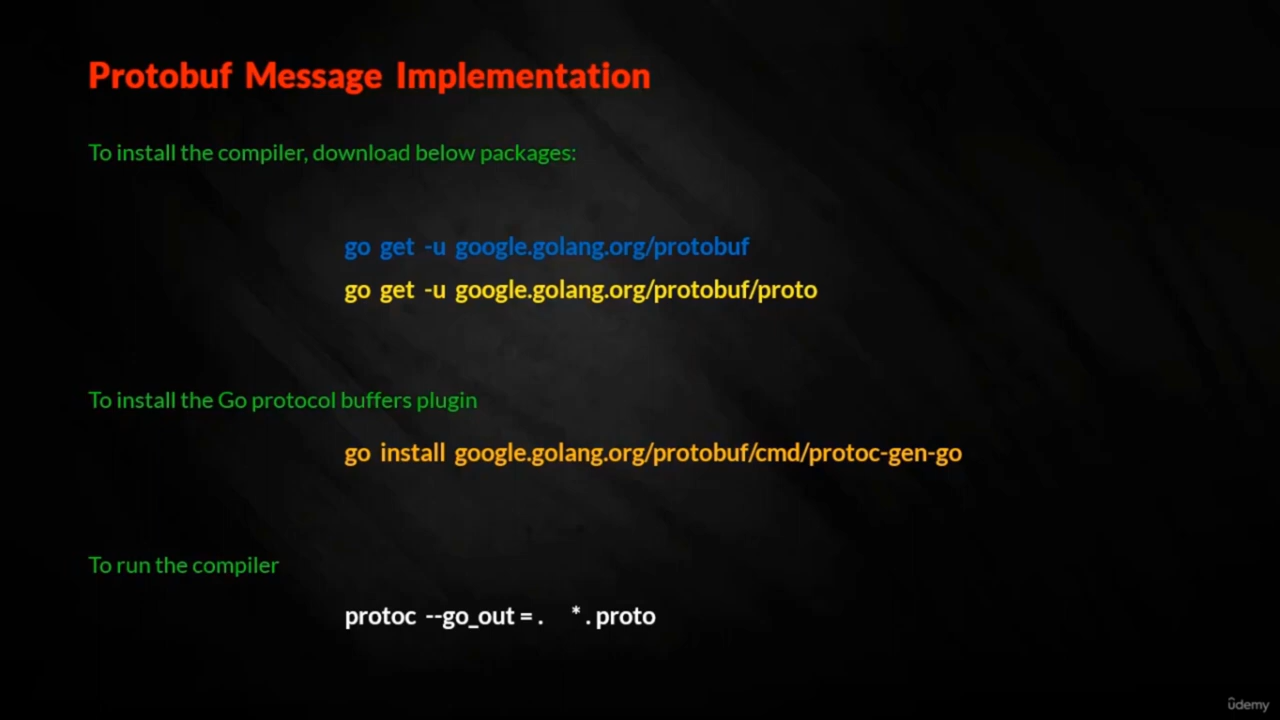 Protobuf Message Implementation
To install the compiler, download below packages:
go get -u google.golang.org/protobuf
go get -u google.golang.org/protobuf/proto
To install the Go protocol buffers plugin
go install google.golang.org/protobuf/cmd/protoc-gen-go
To run the compiler
protoc --go_out = . * . proto
ûdemy